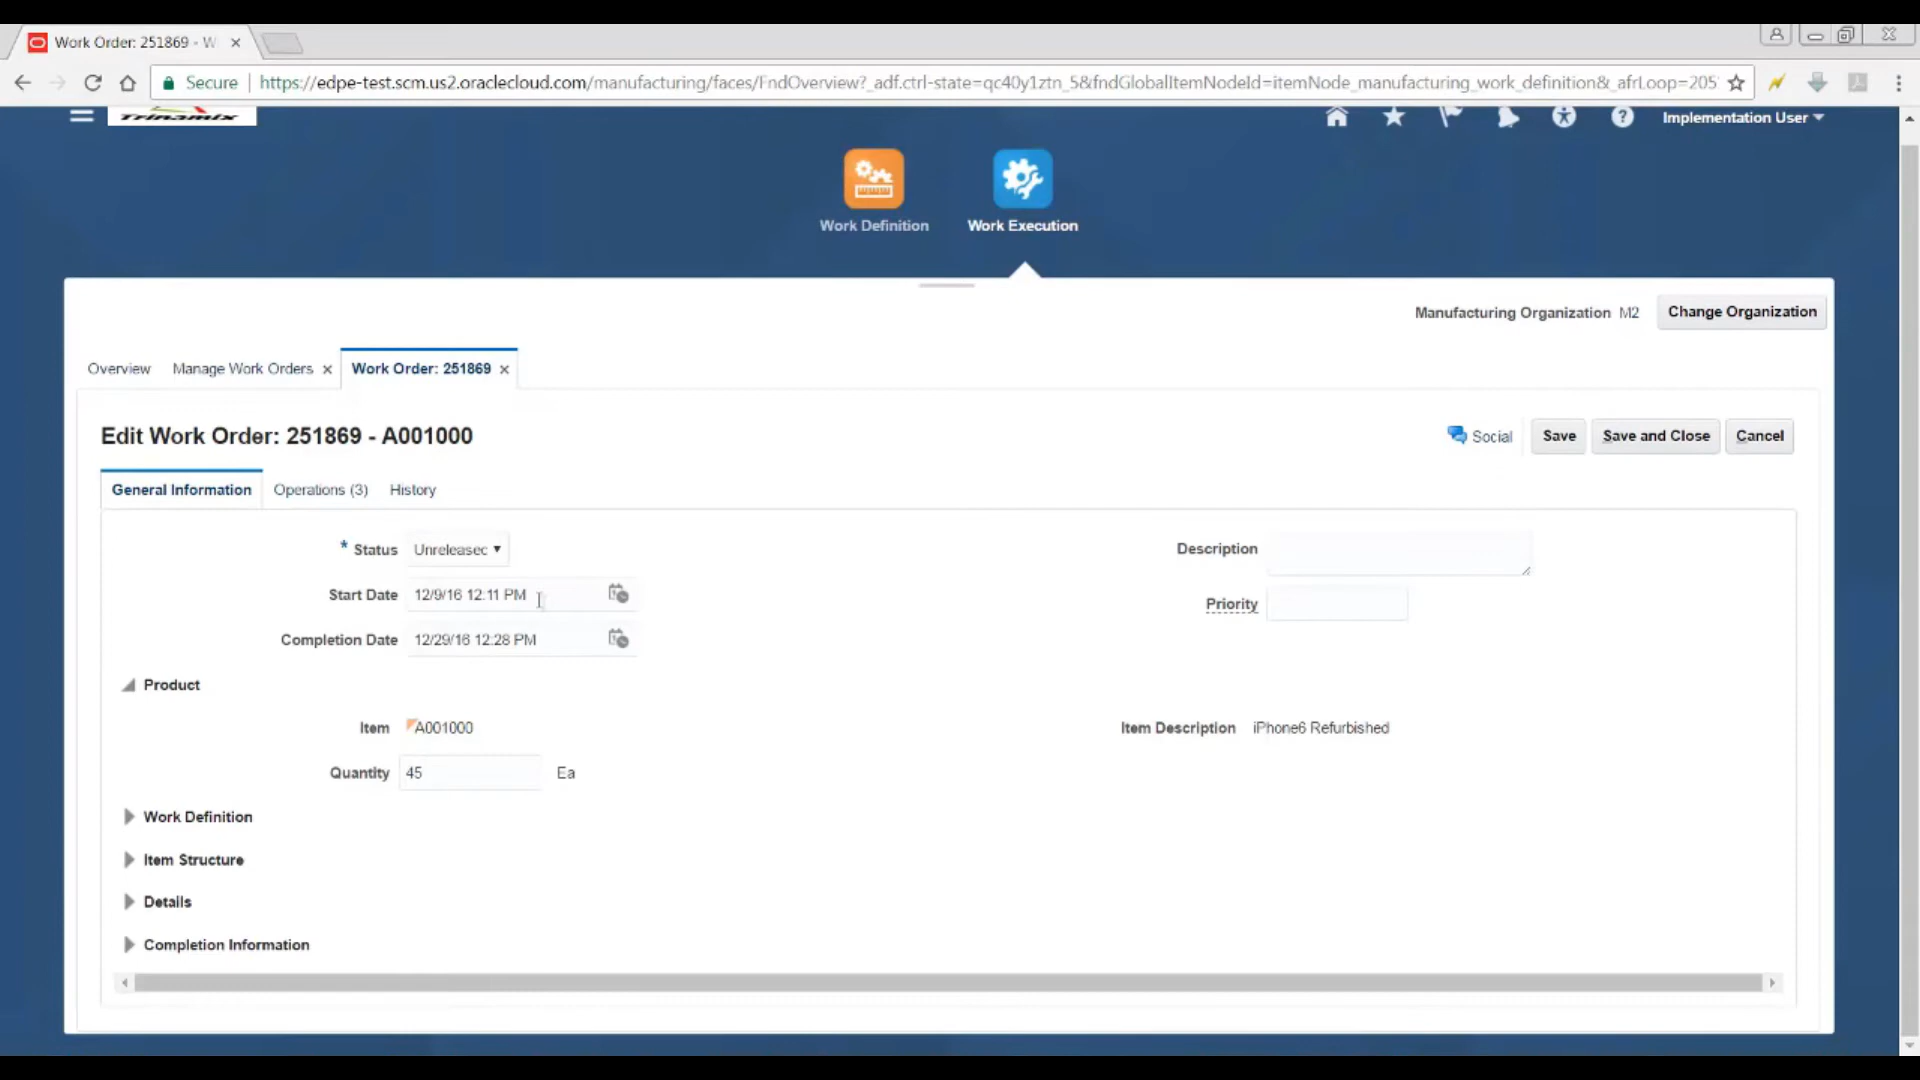 Work Order: 251869 - W
Secure https://edpe-test.scm.us2.oraclecloud.com/manufacturing/faces/FndOverview?_adf.ctrl-state=qc40y1ztn_5&fndGlobalItemNodeId=itemNode_manufacturing_work_definition&_afrLoop=205
Trinamix
Implementation User
Work Definition
Work Execution
Manufacturing Organization M2 Change Organization
Overview Manage Work Orders Work Order: 251869
Edit Work Order: 251869 - A001000
Social Save Save and Close Cancel
General Information Operations (3) History
* Status Unreleasec
Description
Start Date 12/9/16 12:11 PM
Priority
Completion Date 12/29/16 12:28 PM
Product
Item A001000
Item Description iPhone6 Refurbished
Quantity 45 Ea
Work Definition
Item Structure
Details
Completion Information